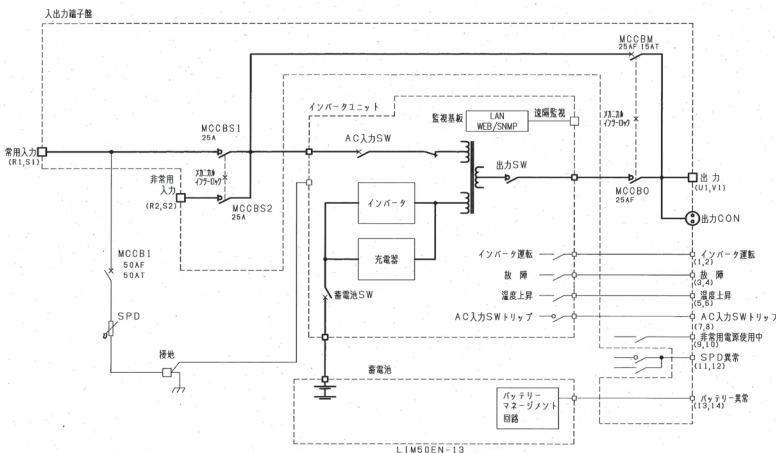 入出力端子盤
MCCBM
25AF 15AT
インバータユニット
監視基板
LAN
WEB/SNMP
遠隔監視
MCCBS1
25A
AC入力SW
メカニカル
インターロック
常用入力
(R1,S1)
メカニカル
インターロック
出力SW
非常用
入力
(R2,S2)
MCCBS2
25A
MCCBO
25AF
出力
(U1,V1)
インバータ
出力CON
充電器
MCCB1
50AF
50AT
インバータ運転
インバータ運転
(1,2)
故 障
故 障
(3,4)
蓄電池SW
温度上昇
温度上昇
(5,6)
SPD
AC入力SWトリップ
AC入力SWトリップ
(7,8)
非常用電源使用中
(9,10)
接地
SPD異常
(11,12)
蓄電池
バッテリー
マネージメント
回路
バッテリー異常
(13,14)
LIM50EN-13